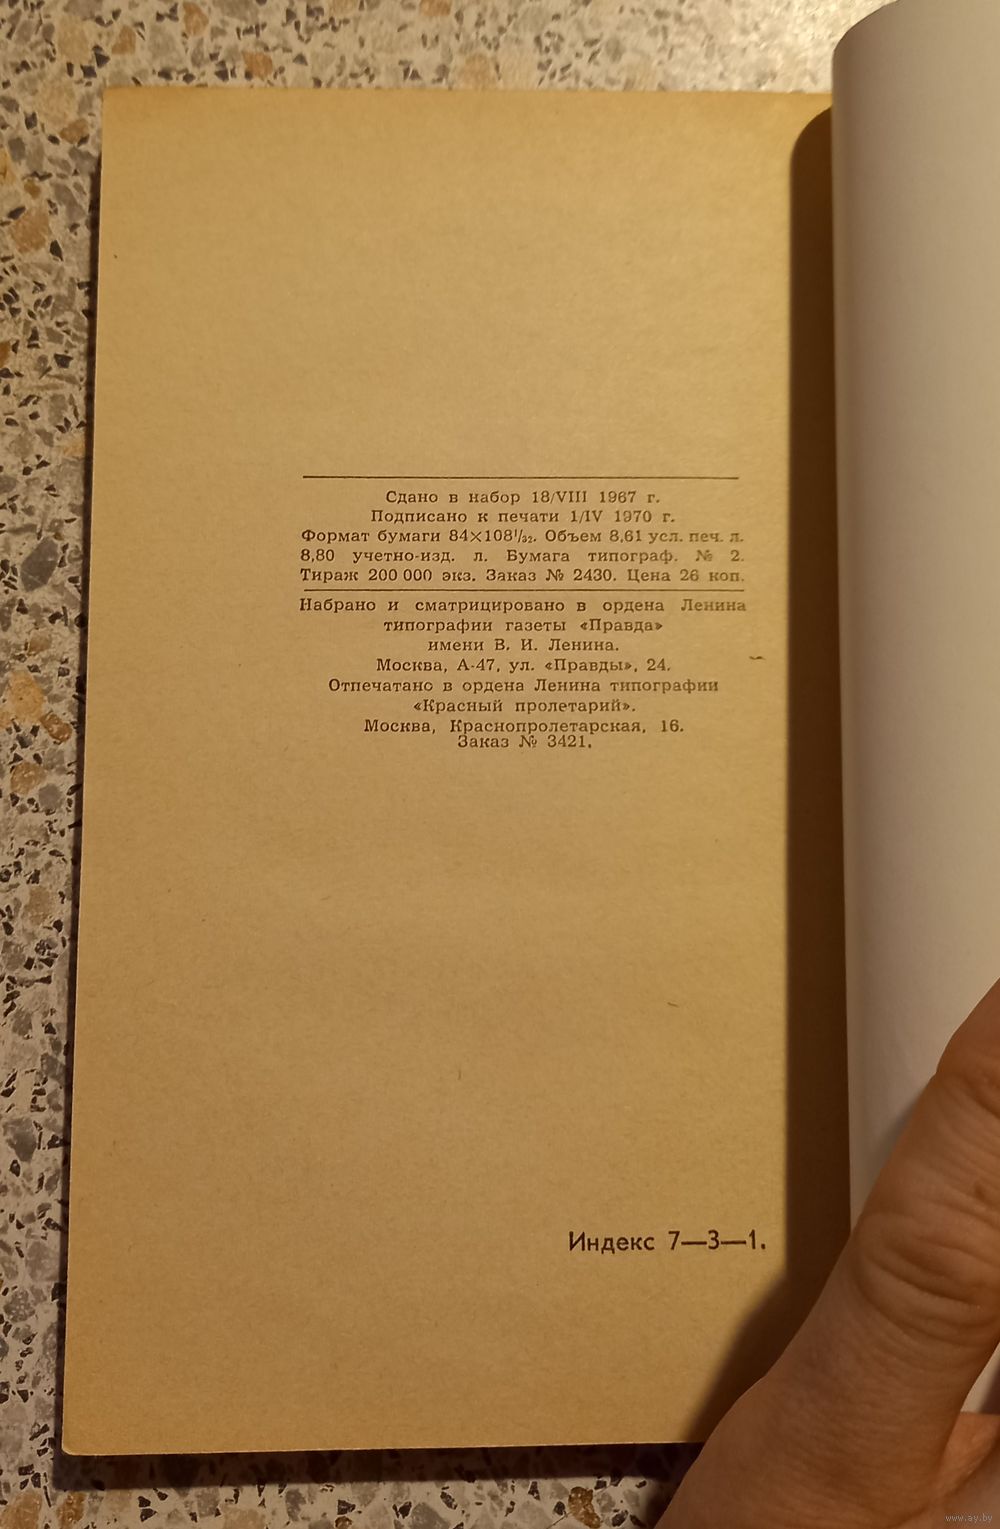 Сдано в набор 18/VIII 1967 г.
Подписано к печати 1/IV 1970 г.
Формат бумаги 84×108¹/₃₂. Объем 8,61 усл. печ. л.
8,80 учетно-изд. л. Бумага типограф. № 2.
Тираж 200 000 экз. Заказ № 2430. Цена 26 коп.
Набрано и сматрицировано в ордена Ленина
типографии газеты «Правда»
имени В. И. Ленина.
Москва, А-47, ул. «Правды», 24.
Отпечатано в ордена Ленина типографии
«Красный пролетарий».
Москва, Краснопролетарская, 16.
Заказ № 3421.
Индекс 7—3—1.
www.ay.by